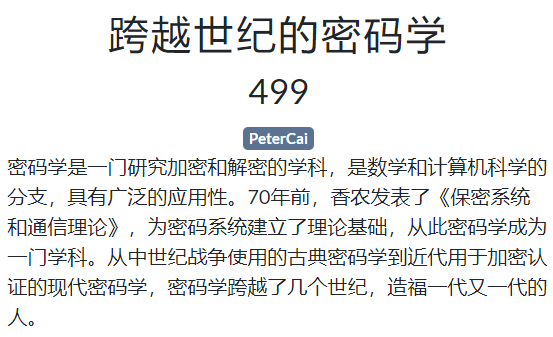 跨越世纪的密码学
499
PeterCai
密码学是一门研究加密和解密的学科，是数学和计算机科学的
分支，具有广泛的应用性。70年前，香农发表了《保密系统
和通信理论》，为密码系统建立了理论基础，从此密码学成为
一门学科。从中世纪战争使用的古典密码学到近代用于加密认
证的现代密码学，密码学跨越了几个世纪，造福一代又一代的
人。